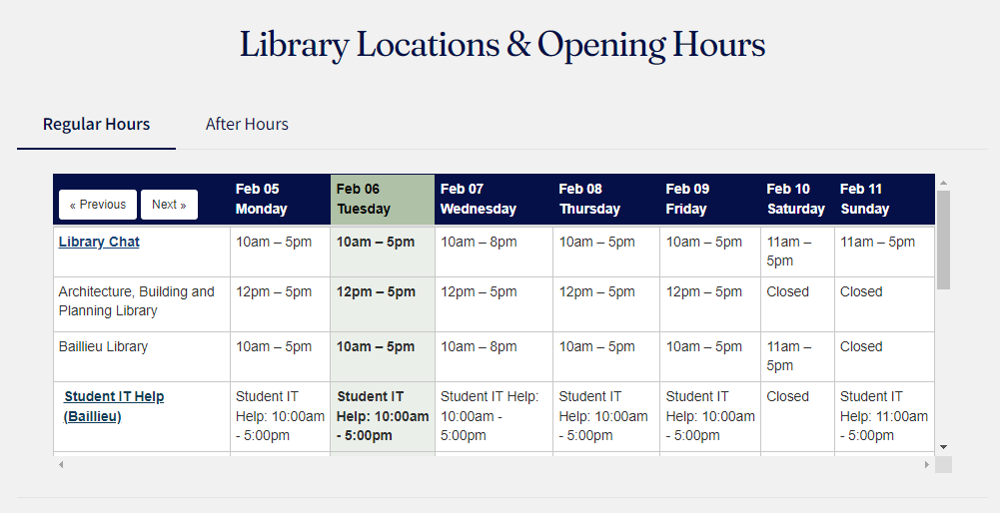 Library Locations & Opening Hours
Regular Hours After Hours
« Previous Next » Feb 05 Monday Feb 06 Tuesday Feb 07 Wednesday Feb 08 Thursday Feb 09 Friday Feb 10 Saturday Feb 11 Sunday
Library Chat 10am – 5pm 10am – 5pm 10am – 8pm 10am – 5pm 10am – 5pm 11am – 5pm 11am – 5pm
Architecture, Building and Planning Library 12pm – 5pm 12pm – 5pm 12pm – 5pm 12pm – 5pm 12pm – 5pm Closed Closed
Baillieu Library 10am – 5pm 10am – 5pm 10am – 8pm 10am – 5pm 10am – 5pm 11am – 5pm Closed
Student IT Help (Baillieu) Student IT Help: 10:00am - 5:00pm Student IT Help: 10:00am - 5:00pm Student IT Help: 10:00am - 5:00pm Student IT Help: 10:00am - 5:00pm Student IT Help: 10:00am - 5:00pm Closed Student IT Help: 11:00am - 5:00pm